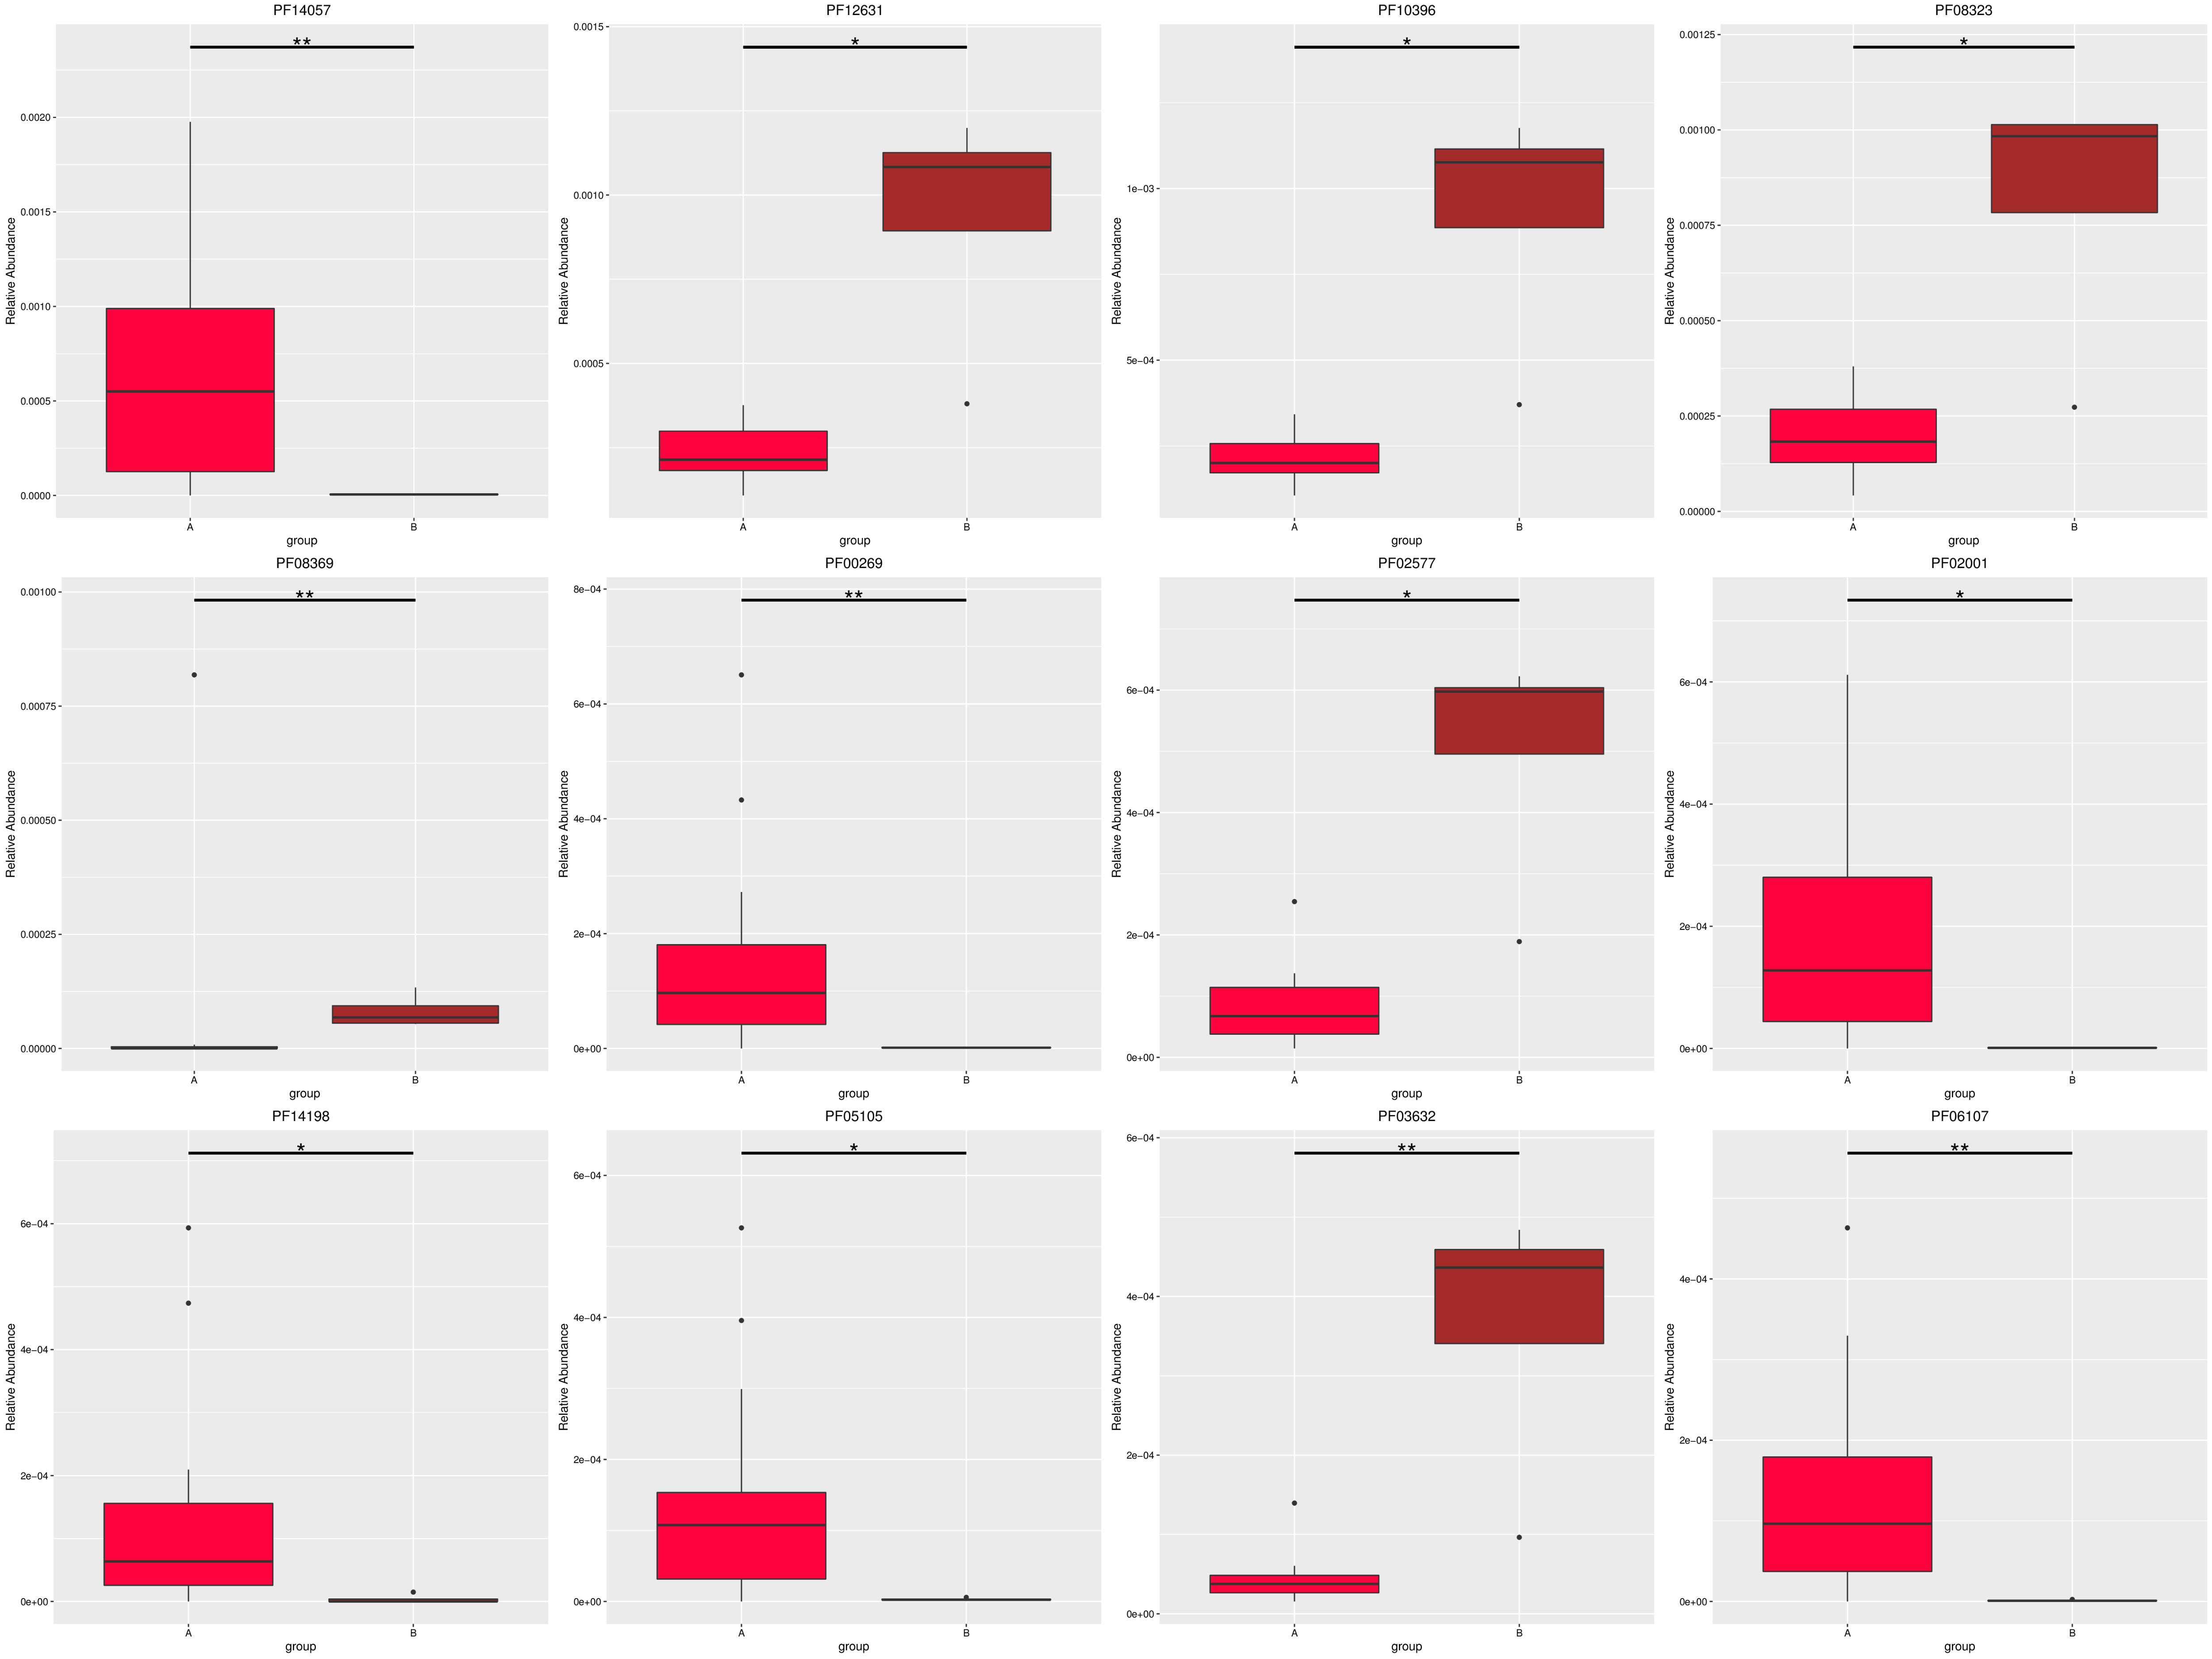 PF14057
**
Relative Abundance
0.0020
0.0015
0.0010
0.0005
0.0000
A B
group
PF12631
*
Relative Abundance
0.0015
0.0010
0.0005
A B
group
PF10396
*
Relative Abundance
1e−03
5e−04
A B
group
PF08323
*
Relative Abundance
0.00125
0.00100
0.00075
0.00050
0.00025
0.00000
A B
group
PF08369
**
Relative Abundance
0.00100
0.00075
0.00050
0.00025
0.00000
A B
group
PF00269
**
Relative Abundance
8e−04
6e−04
4e−04
2e−04
0e+00
A B
group
PF02577
*
Relative Abundance
6e−04
4e−04
2e−04
0e+00
A B
group
PF02001
*
Relative Abundance
6e−04
4e−04
2e−04
0e+00
A B
group
PF14198
*
Relative Abundance
6e−04
4e−04
2e−04
0e+00
A B
group
PF05105
*
Relative Abundance
6e−04
4e−04
2e−04
0e+00
A B
group
PF03632
**
Relative Abundance
6e−04
4e−04
2e−04
0e+00
A B
group
PF06107
**
Relative Abundance
4e−04
2e−04
0e+00
A B
group